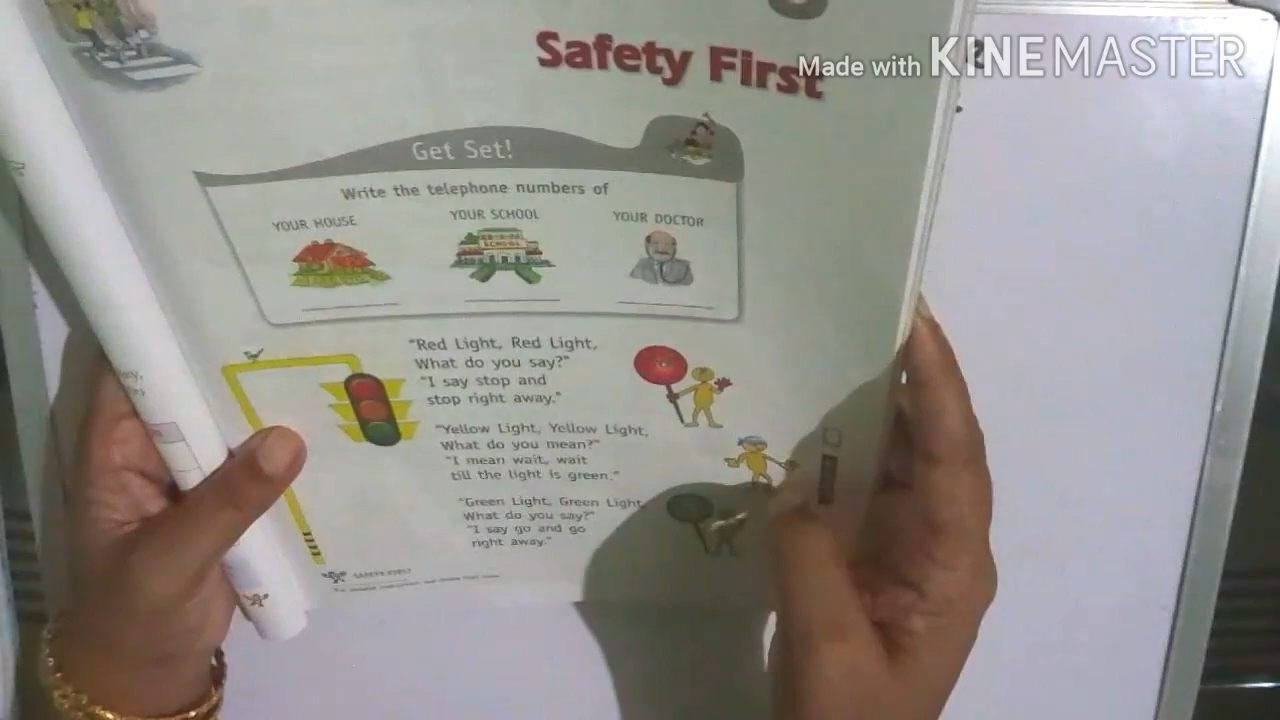 Safety First
Made with KINEMASTER
Get Set!
Write the telephone numbers of
YOUR HOUSE
YOUR SCHOOL
YOUR DOCTOR
SCHOOL
"Red Light, Red Light,
What do you say?"
"I say stop and
stop right away."
"Yellow Light, Yellow Light,
What do you mean?"
"I mean wait, wait
till the light is green."
"Green Light, Green Light,
What do you say?"
"I say go and go
right away."
SAFETY FIRST